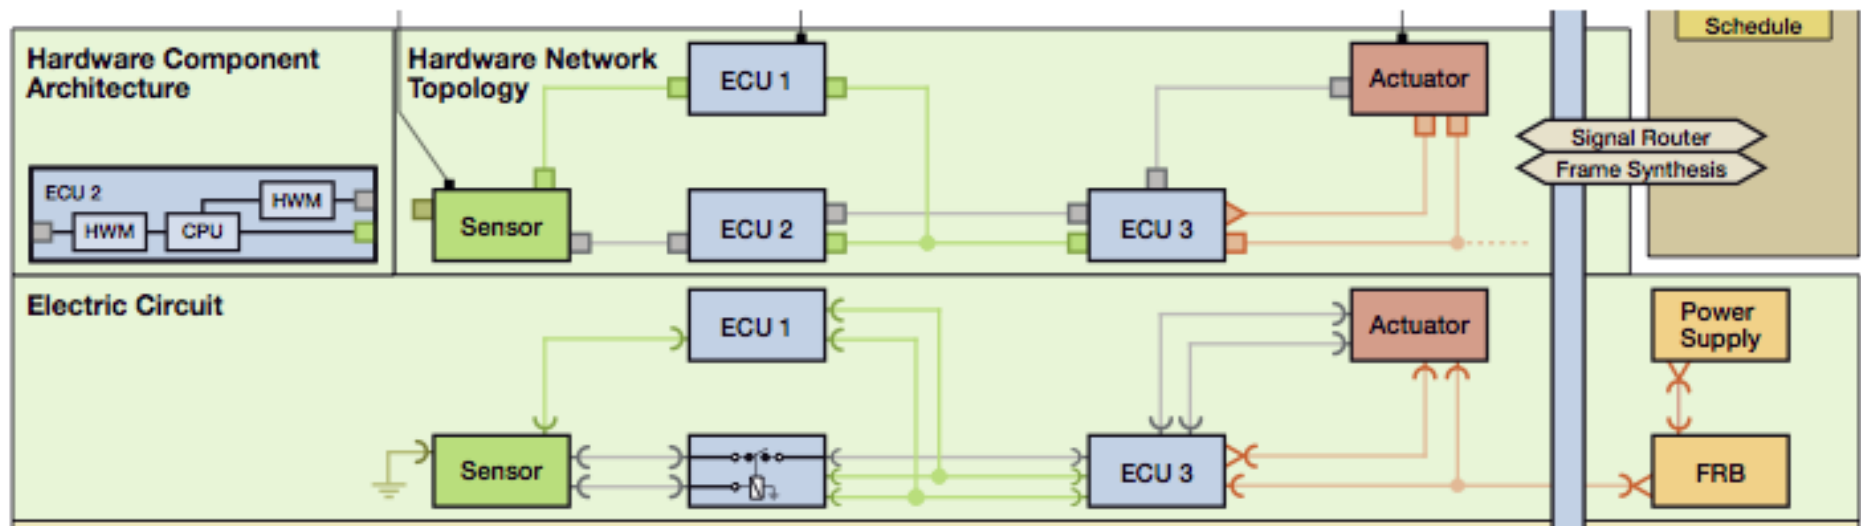 Hardware Component
Architecture
ECU 2
HWM
HWM
CPU
Hardware Network
Topology
ECU 1
Actuator
Sensor
ECU 2
ECU 3
Schedule
Signal Router
Frame Synthesis
Electric Circuit
ECU 1
Actuator
Power
Supply
Sensor
ECU 3
FRB